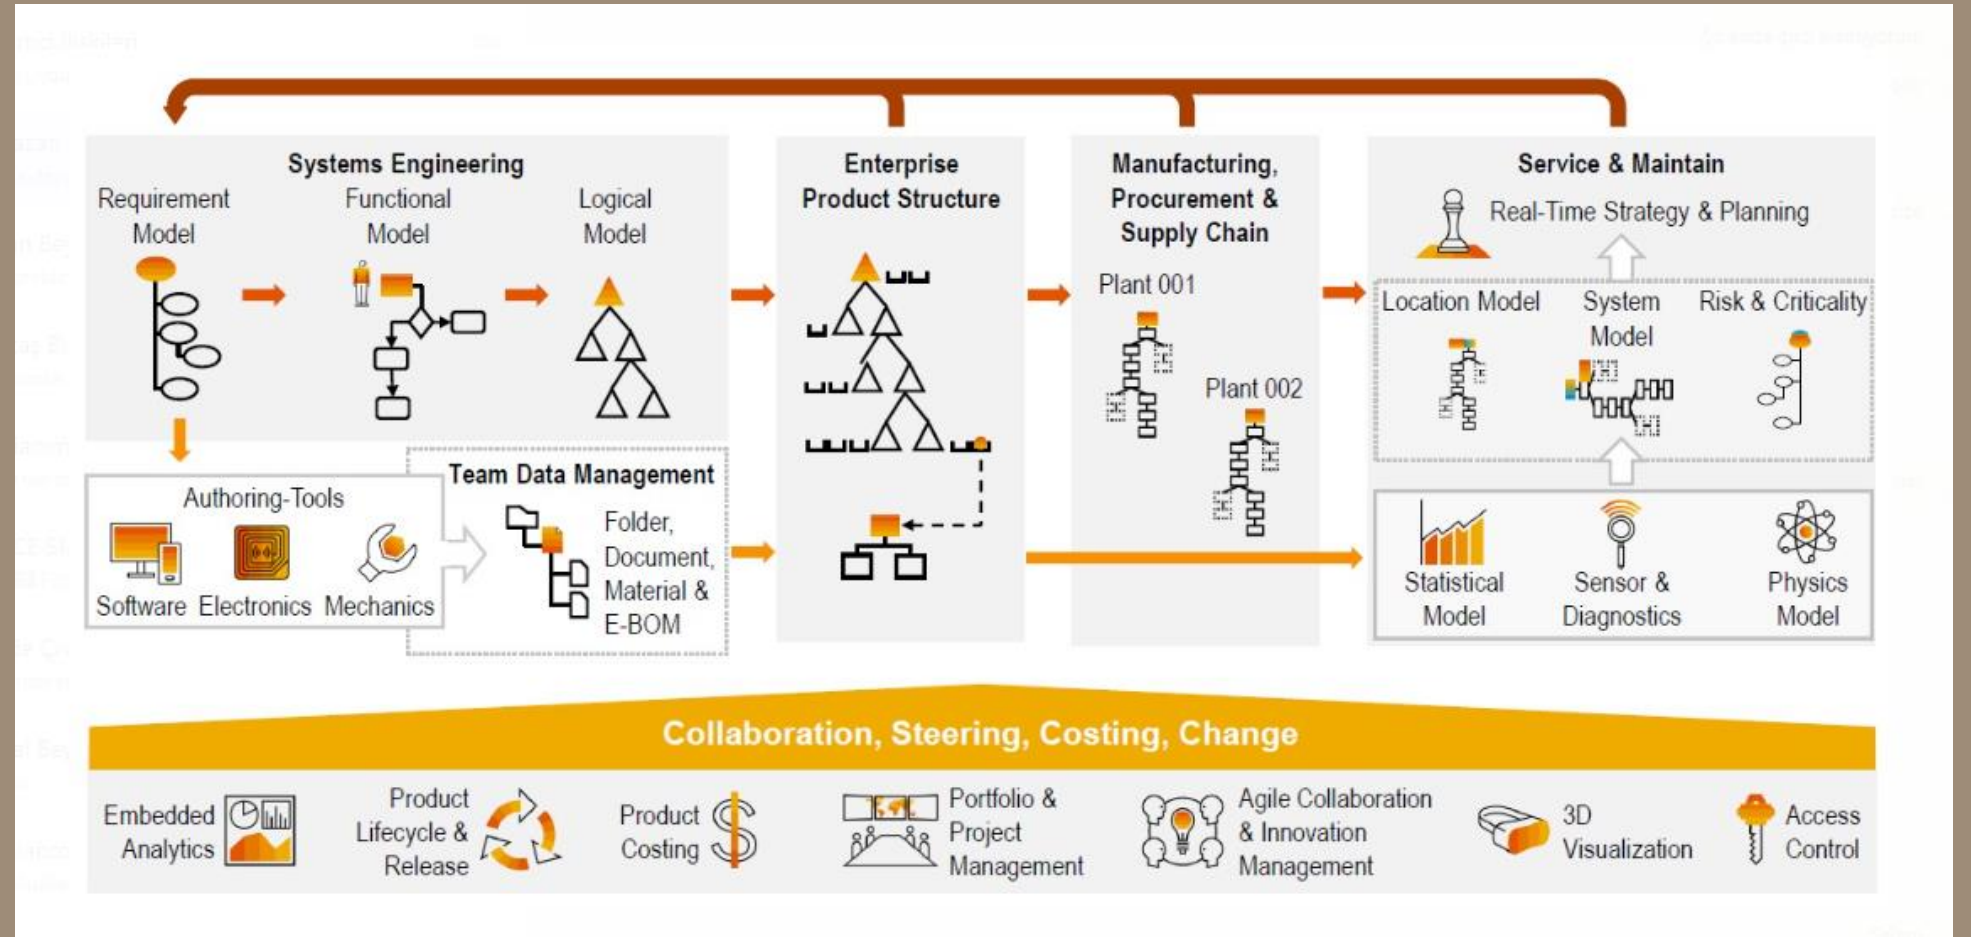 Systems Engineering
Requirement
Model
Functional
Model
Logical
Model
Enterprise
Product Structure
Manufacturing,
Procurement &
Supply Chain
Plant 001
Plant 002
Service & Maintain
Real-Time Strategy & Planning
Location Model
System
Model
Risk & Criticality
Authoring-Tools
Software
Electronics
Mechanics
Team Data Management
Folder,
Document,
Material &
E-BOM
Statistical
Model
Sensor &
Diagnostics
Physics
Model
Collaboration, Steering, Costing, Change
Embedded
Analytics
Product
Lifecycle &
Release
Product
Costing
Portfolio &
Project
Management
Agile Collaboration
& Innovation
Management
3D
Visualization
Access
Control